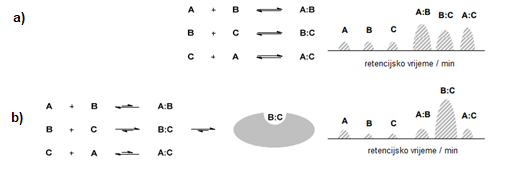 a)
A + B A:B
B + C B:C
C + A A:C
A B C A:B B:C A:C
retencijsko vrijeme / min
b)
A + B A:B
B + C B:C
C + A A:C
B:C
A B C A:B B:C A:C
retencijsko vrijeme / min